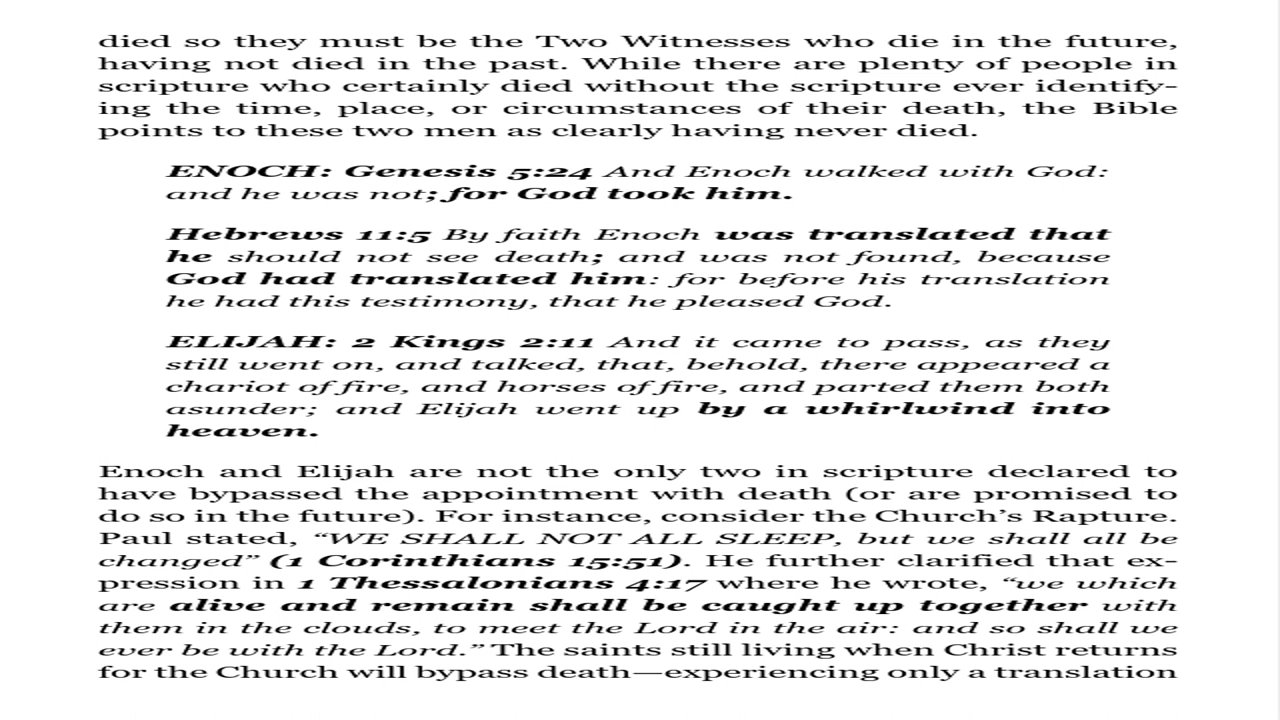 died so they must be the Two Witnesses who die in the future,
having not died in the past. While there are plenty of people in
scripture who certainly died without the scripture ever identify-
ing the time, place, or circumstances of their death, the Bible
points to these two men as clearly having never died.
ENOCH: Genesis 5:24 And Enoch walked with God:
and he was not; for God took him.
Hebrews 11:5 By faith Enoch was translated that
he should not see death; and was not found, because
God had translated him: for before his translation
he had this testimony, that he pleased God.
ELIJAH: 2 Kings 2:11 And it came to pass, as they
still went on, and talked, that, behold, there appeared a
chariot of fire, and horses of fire, and parted them both
asunder; and Elijah went up by a whirlwind into
heaven.
Enoch and Elijah are not the only two in scripture declared to
have bypassed the appointment with death (or are promised to
do so in the future). For instance, consider the Church’s Rapture.
Paul stated, “WE SHALL NOT ALL SLEEP, but we shall all be
changed” (1 Corinthians 15:51). He further clarified that ex-
pression in 1 Thessalonians 4:17 where he wrote, “we which
are alive and remain shall be caught up together with
them in the clouds, to meet the Lord in the air: and so shall we
ever be with the Lord.” The saints still living when Christ returns
for the Church will bypass death—experiencing only a translation